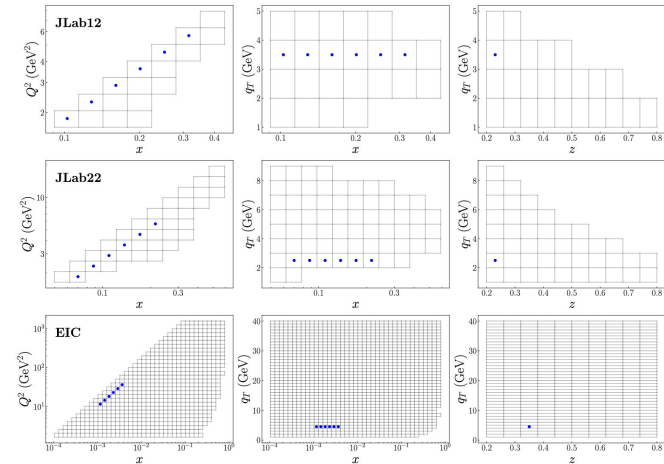 JLab12
6
4
3
2
Q² (GeV²)
0.1 0.2 0.3 0.4
x
5
4
3
2
1
q_T (GeV)
0.1 0.2 0.3 0.4
x
5
4
3
2
1
q_T (GeV)
0.2 0.3 0.4 0.5 0.6 0.7 0.8
z
JLab22
10
3
Q² (GeV²)
0.1 0.3
x
8
6
4
2
q_T (GeV)
0.1 0.3
x
8
6
4
2
q_T (GeV)
0.2 0.3 0.4 0.5 0.6 0.7 0.8
z
EIC
10³
10²
10¹
Q² (GeV²)
10⁻⁴ 10⁻³ 10⁻² 10⁻¹ 10⁰
x
40
30
20
10
0
q_T (GeV)
10⁻⁴ 10⁻³ 10⁻² 10⁻¹ 10⁰
x
40
30
20
10
0
q_T (GeV)
0.2 0.3 0.4 0.5 0.6 0.7 0.8
z